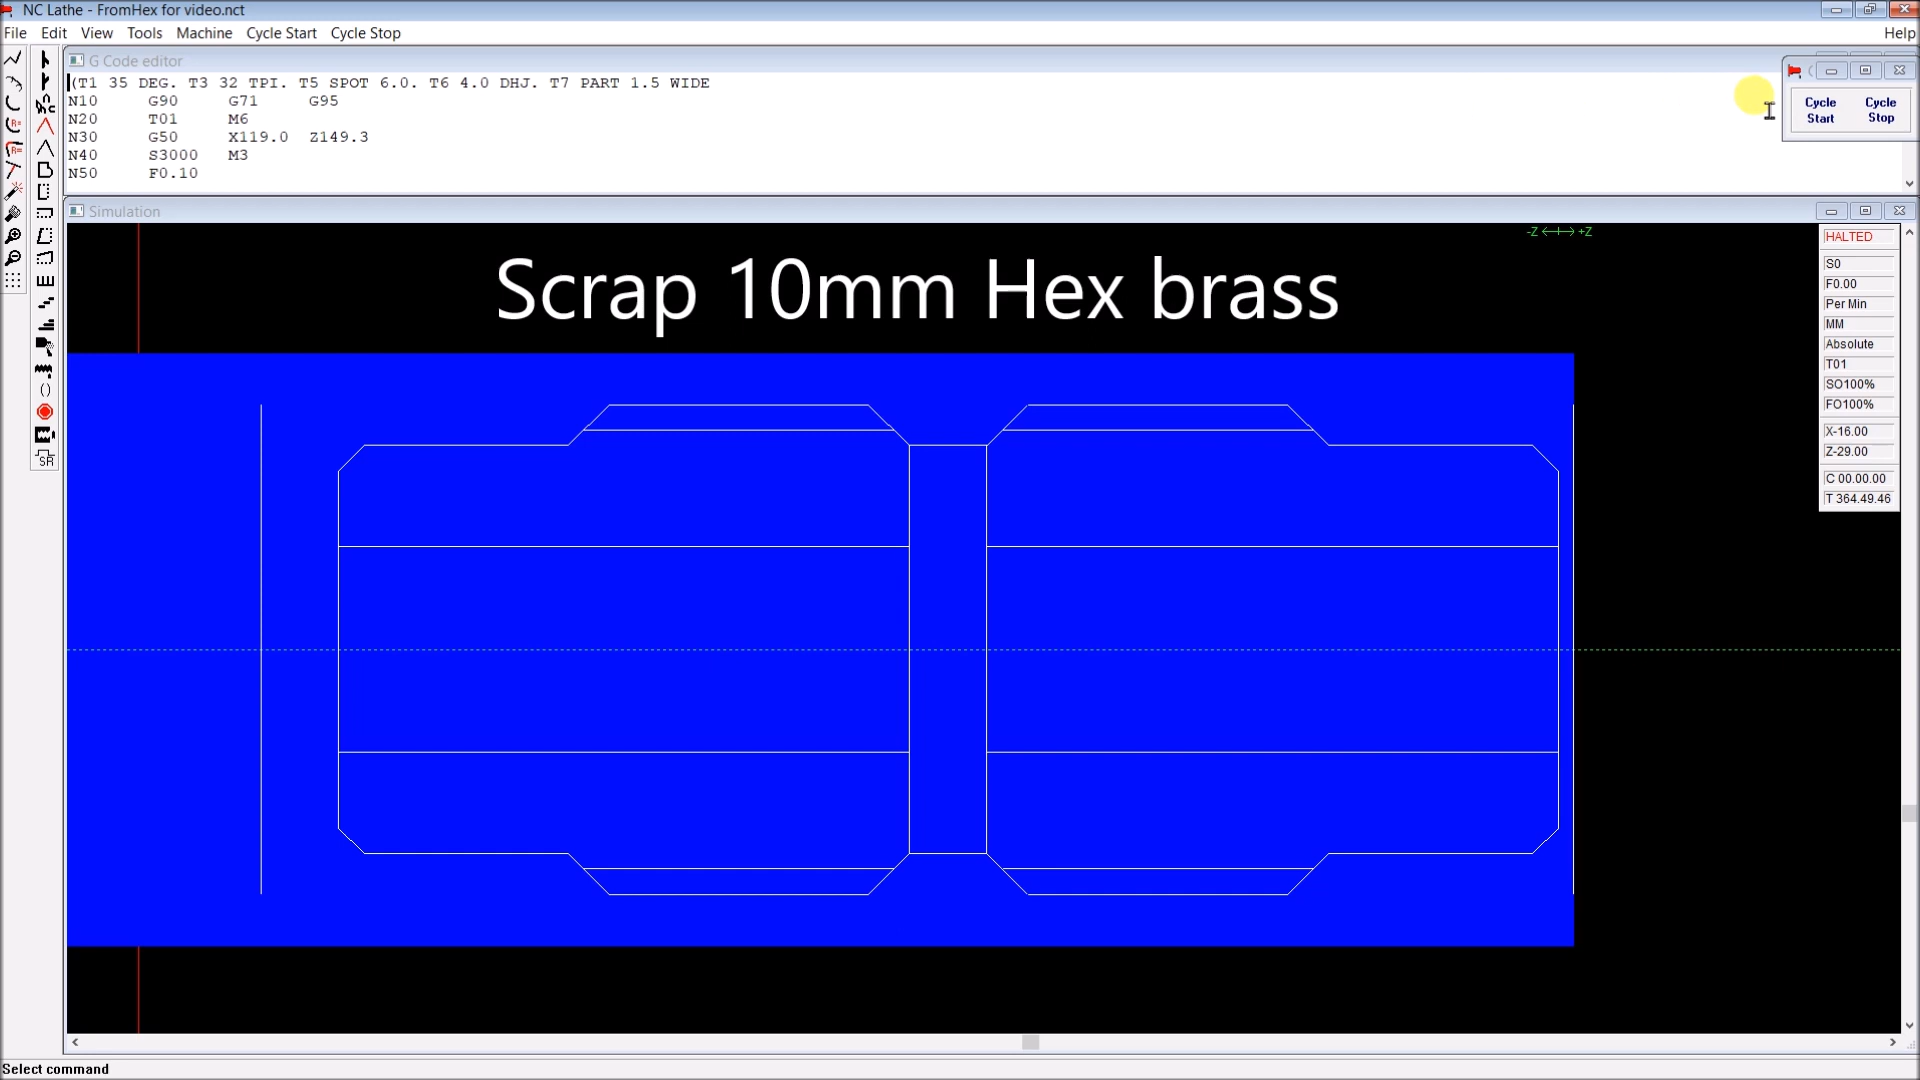 NC Lathe - FromHex for video.nct
File Edit View Tools Machine Cycle Start Cycle Stop Help
G Code editor
(T1 35 DEG. T3 32 TPI. T5 SPOT 6.0. T6 4.0 DHJ. T7 PART 1.5 WIDE
N10 G90 G71 G95
N20 T01 M6
N30 G50 X119.0 Z149.3
N40 S3000 M3
N50 F0.10
Cycle Start
Cycle Stop
Simulation
-Z +Z
Scrap 10mm Hex brass
HALTED
S0
F0.00
Per Min
MM
Absolute
T01
SO100%
FO100%
X-16.00
Z-29.00
C 00.00.00
T 364.49.46
R=
R=
()
SR
Select command